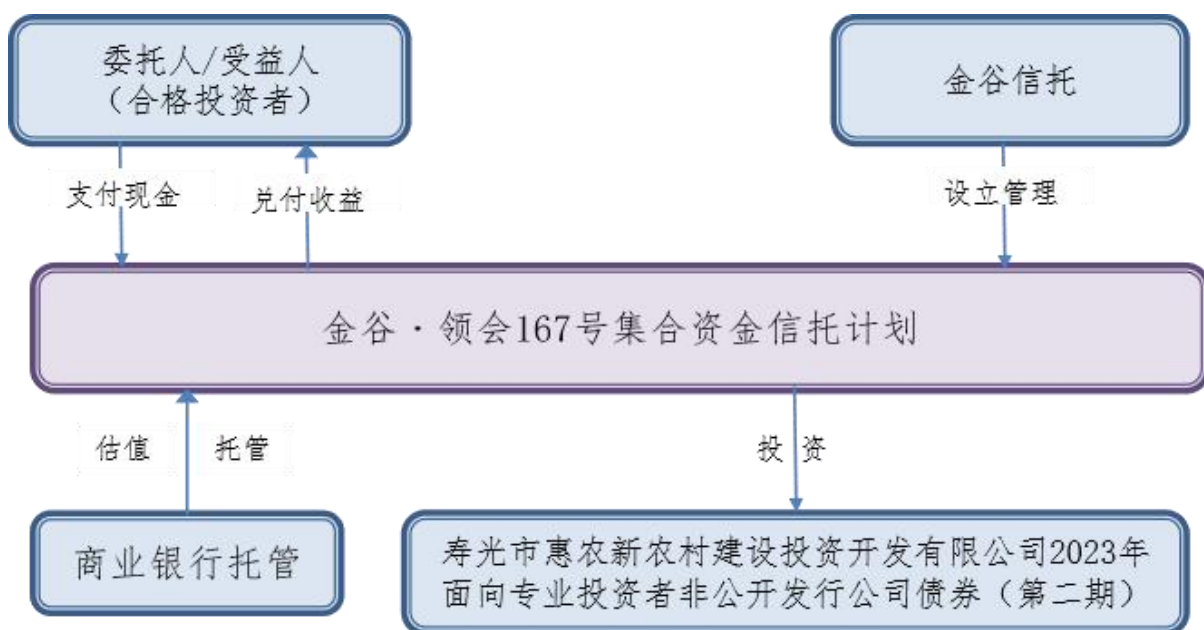 委托人/受益人
(合格投资者)
金谷信托
支付现金
兑付收益
设立管理
金谷·领会167号集合资金信托计划
估值
托管
投 资
商业银行托管
寿光市惠农新农村建设投资开发有限公司2023年
面向专业投资者非公开发行公司债券（第二期）